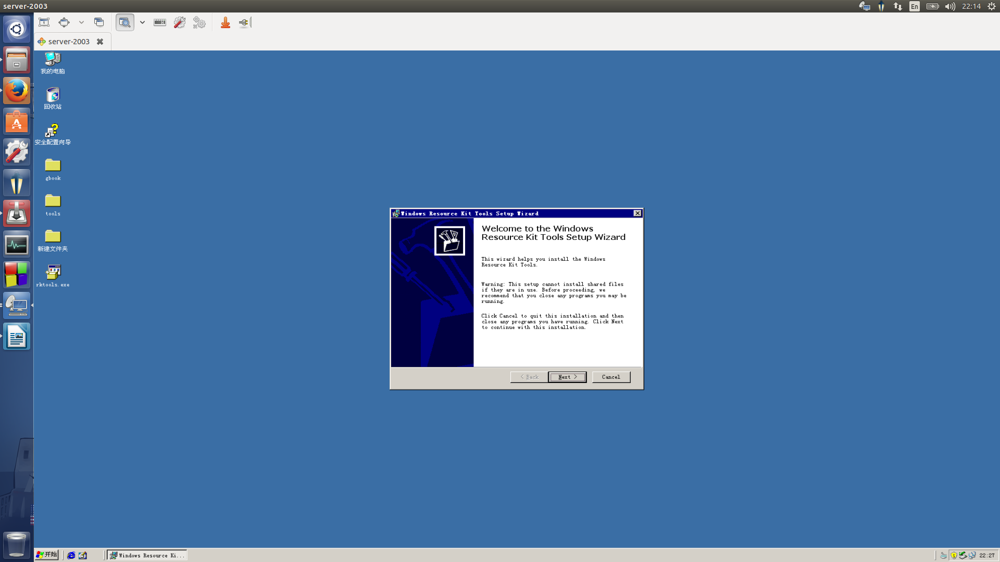 server-2003
En
22:14
server-2003
我的电脑
回收站
安全配置向导
gbook
tools
新建文件夹
rktools.exe
Windows Resource Kit Tools Setup Wizard
Welcome to the Windows
Resource Kit Tools Setup Wizard
This wizard helps you install the Windows
Resource Kit Tools.
Warning: This setup cannot install shared files
if they are in use. Before proceeding, we
recommend that you close any programs you may be
running.
Click Cancel to quit this installation and then
close any programs you have running. Click Next
to continue with this installation.
< Back
Next >
Cancel
开始
Windows Resource Ki...
22:27